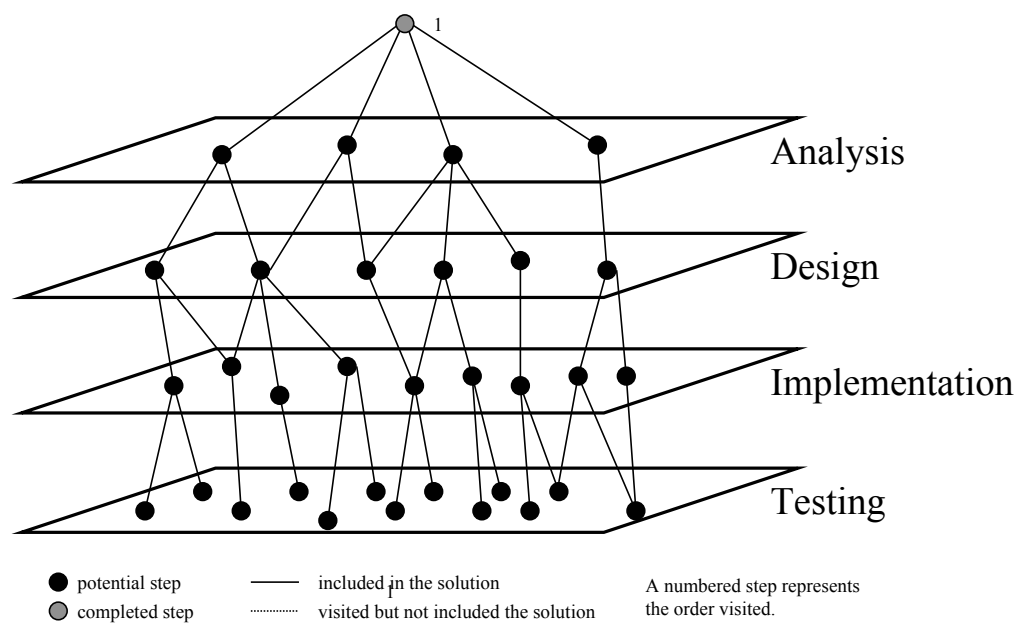 1
Analysis
Design
Implementation
Testing
potential step
included in the solution
completed step
visited but not included the solution
A numbered step represents
the order visited.